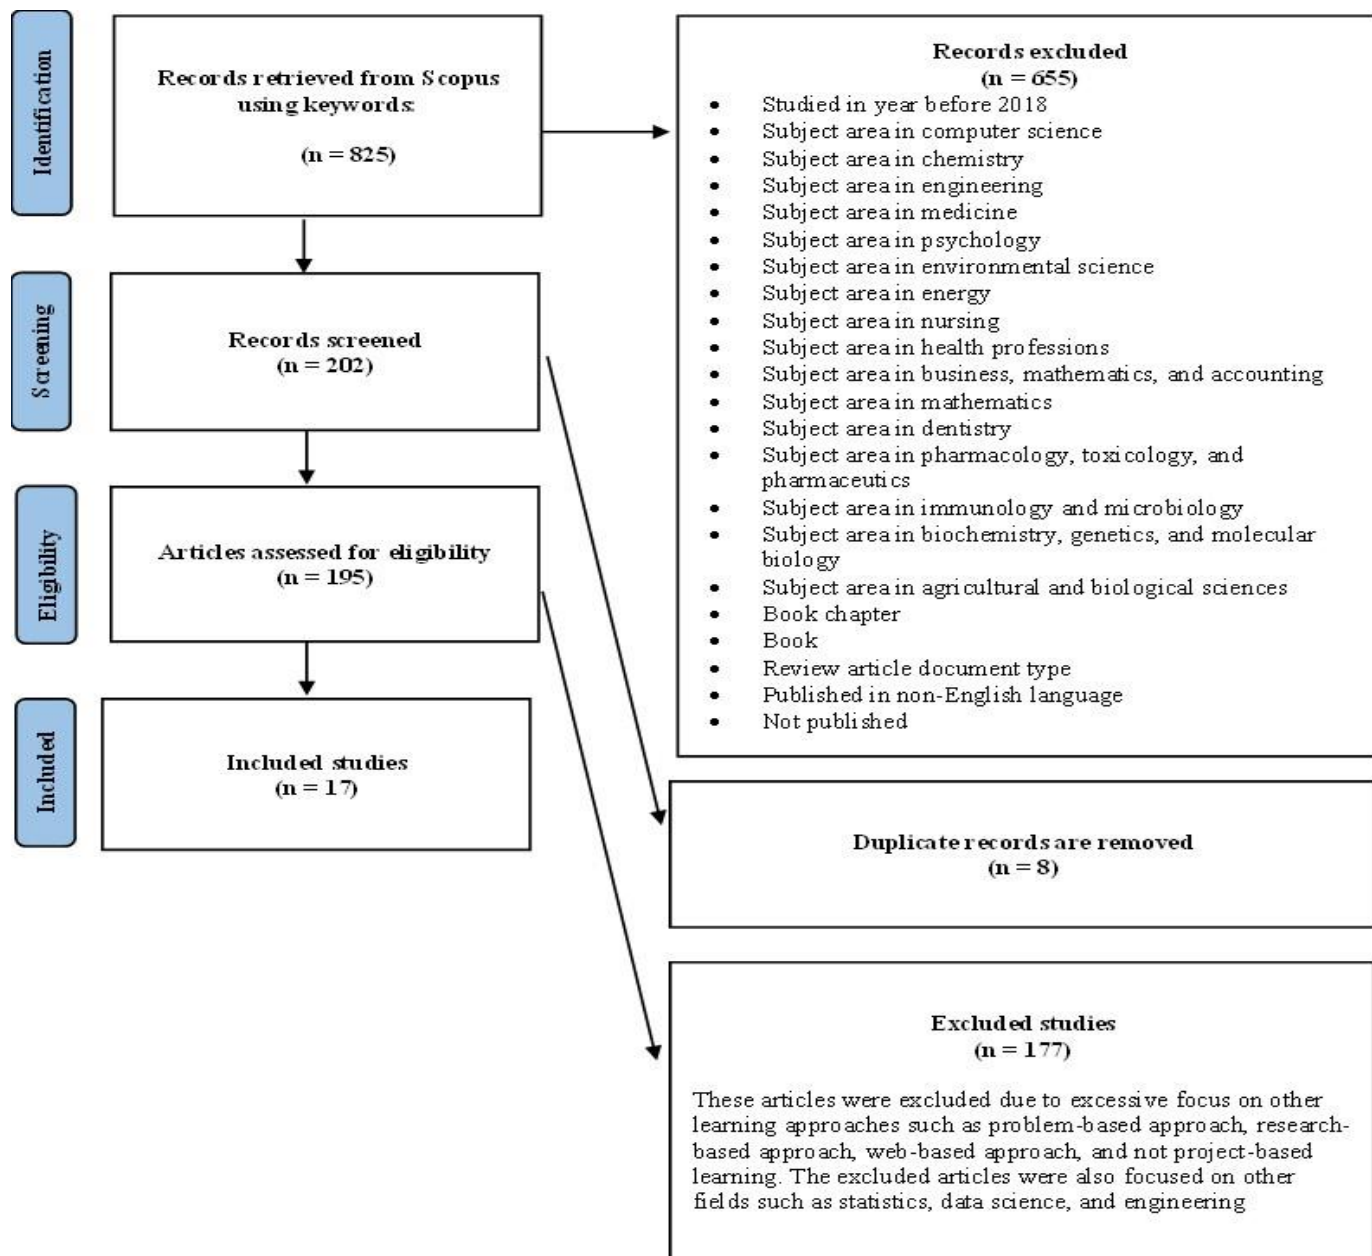 Identification
Records retrieved from Scopus
using keywords:
(n = 825)
Records excluded
(n = 655)
• Studied in year before 2018
• Subject area in computer science
• Subject area in chemistry
• Subject area in engineering
• Subject area in medicine
• Subject area in psychology
• Subject area in environmental science
• Subject area in energy
• Subject area in nursing
• Subject area in health professions
• Subject area in business, mathematics, and accounting
• Subject area in mathematics
• Subject area in dentistry
• Subject area in pharmacology, toxicology, and
pharmaceutics
• Subject area in immunology and microbiology
• Subject area in biochemistry, genetics, and molecular
biology
• Subject area in agricultural and biological sciences
• Book chapter
• Book
• Review article document type
• Published in non-English language
• Not published
Screening
Records screened
(n = 202)
Duplicate records are removed
(n = 8)
Eligibility
Articles assessed for eligibility
(n = 195)
Excluded studies
(n = 177)
These articles were excluded due to excessive focus on other
learning approaches such as problem-based approach, research-
based approach, web-based approach, and not project-based
learning. The excluded articles were also focused on other
fields such as statistics, data science, and engineering
Included
Included studies
(n = 17)